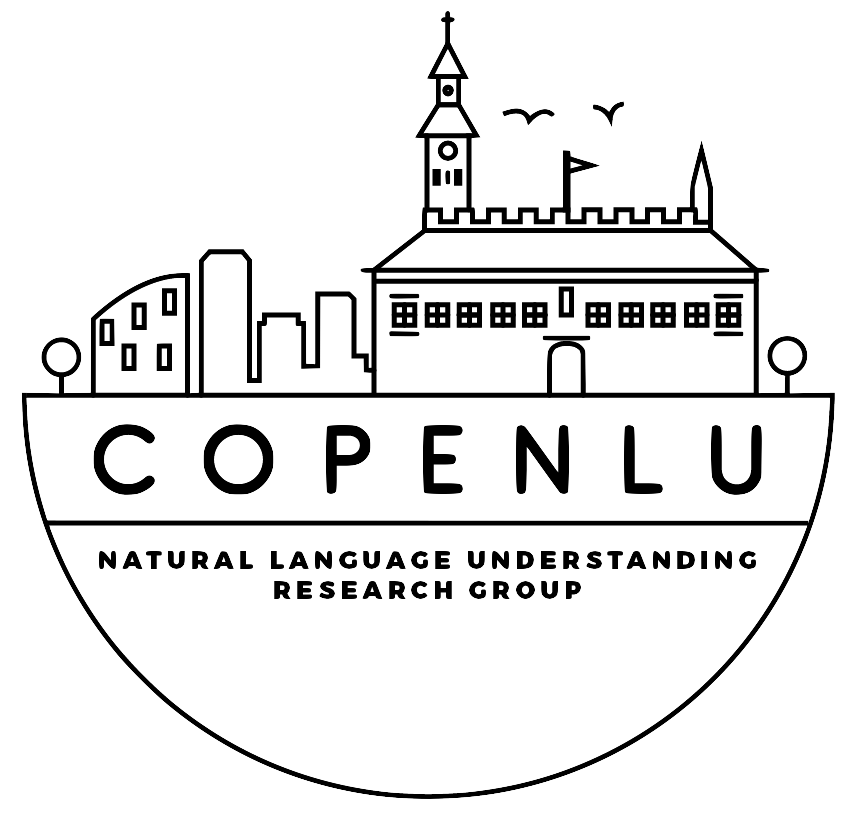 COPENLU
NATURAL LANGUAGE UNDERSTANDING
RESEARCH GROUP